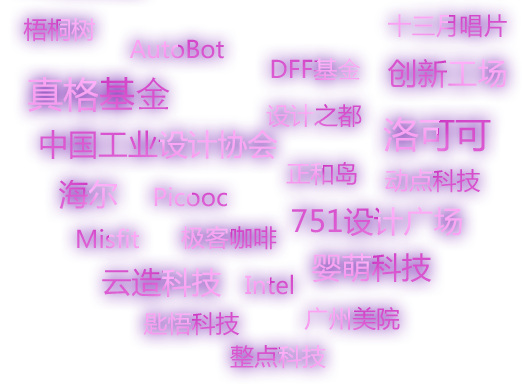 梧桐树
十三月唱片
AutoBot
DFF基金
创新工场
真格基金
设计之都
洛可可
中国工业设计协会
正和岛
动点科技
海尔
Picooc
751设计广场
Misfit
极客咖啡
婴萌科技
云造科技
Intel
匙悟科技
广州美院
整点科技